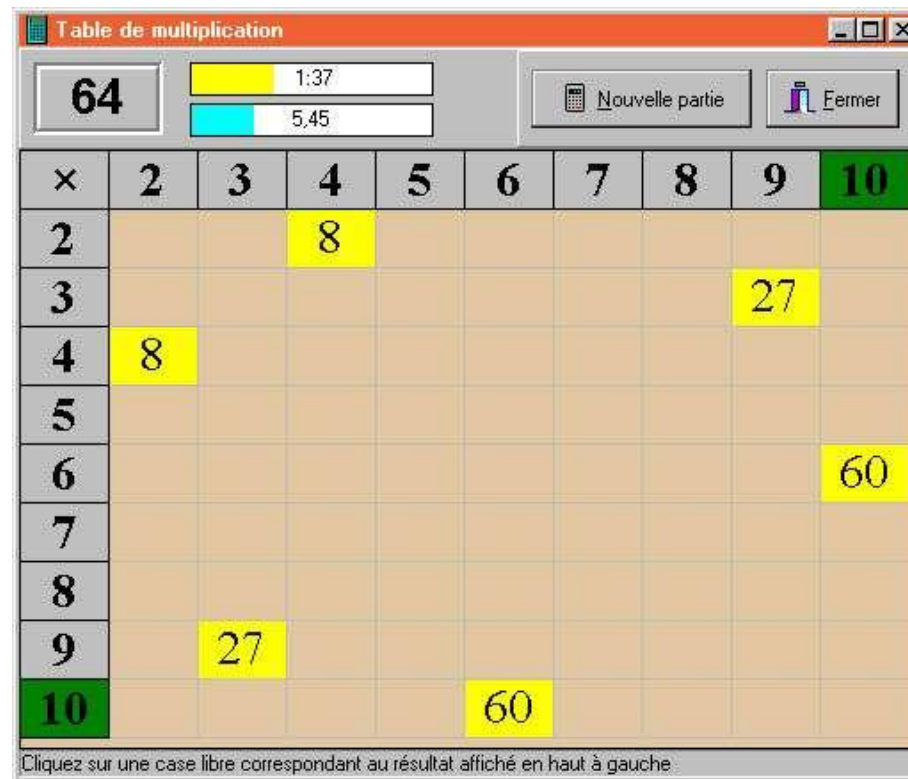 Table de multiplication
64 1:37 Nouvelle partie Fermer
5,45
× 2 3 4 5 6 7 8 9 10
2 8
3 27
4 8
5
6 60
7
8
9 27
10 60
Cliquez sur une case libre correspondant au résultat affiché en haut à gauche